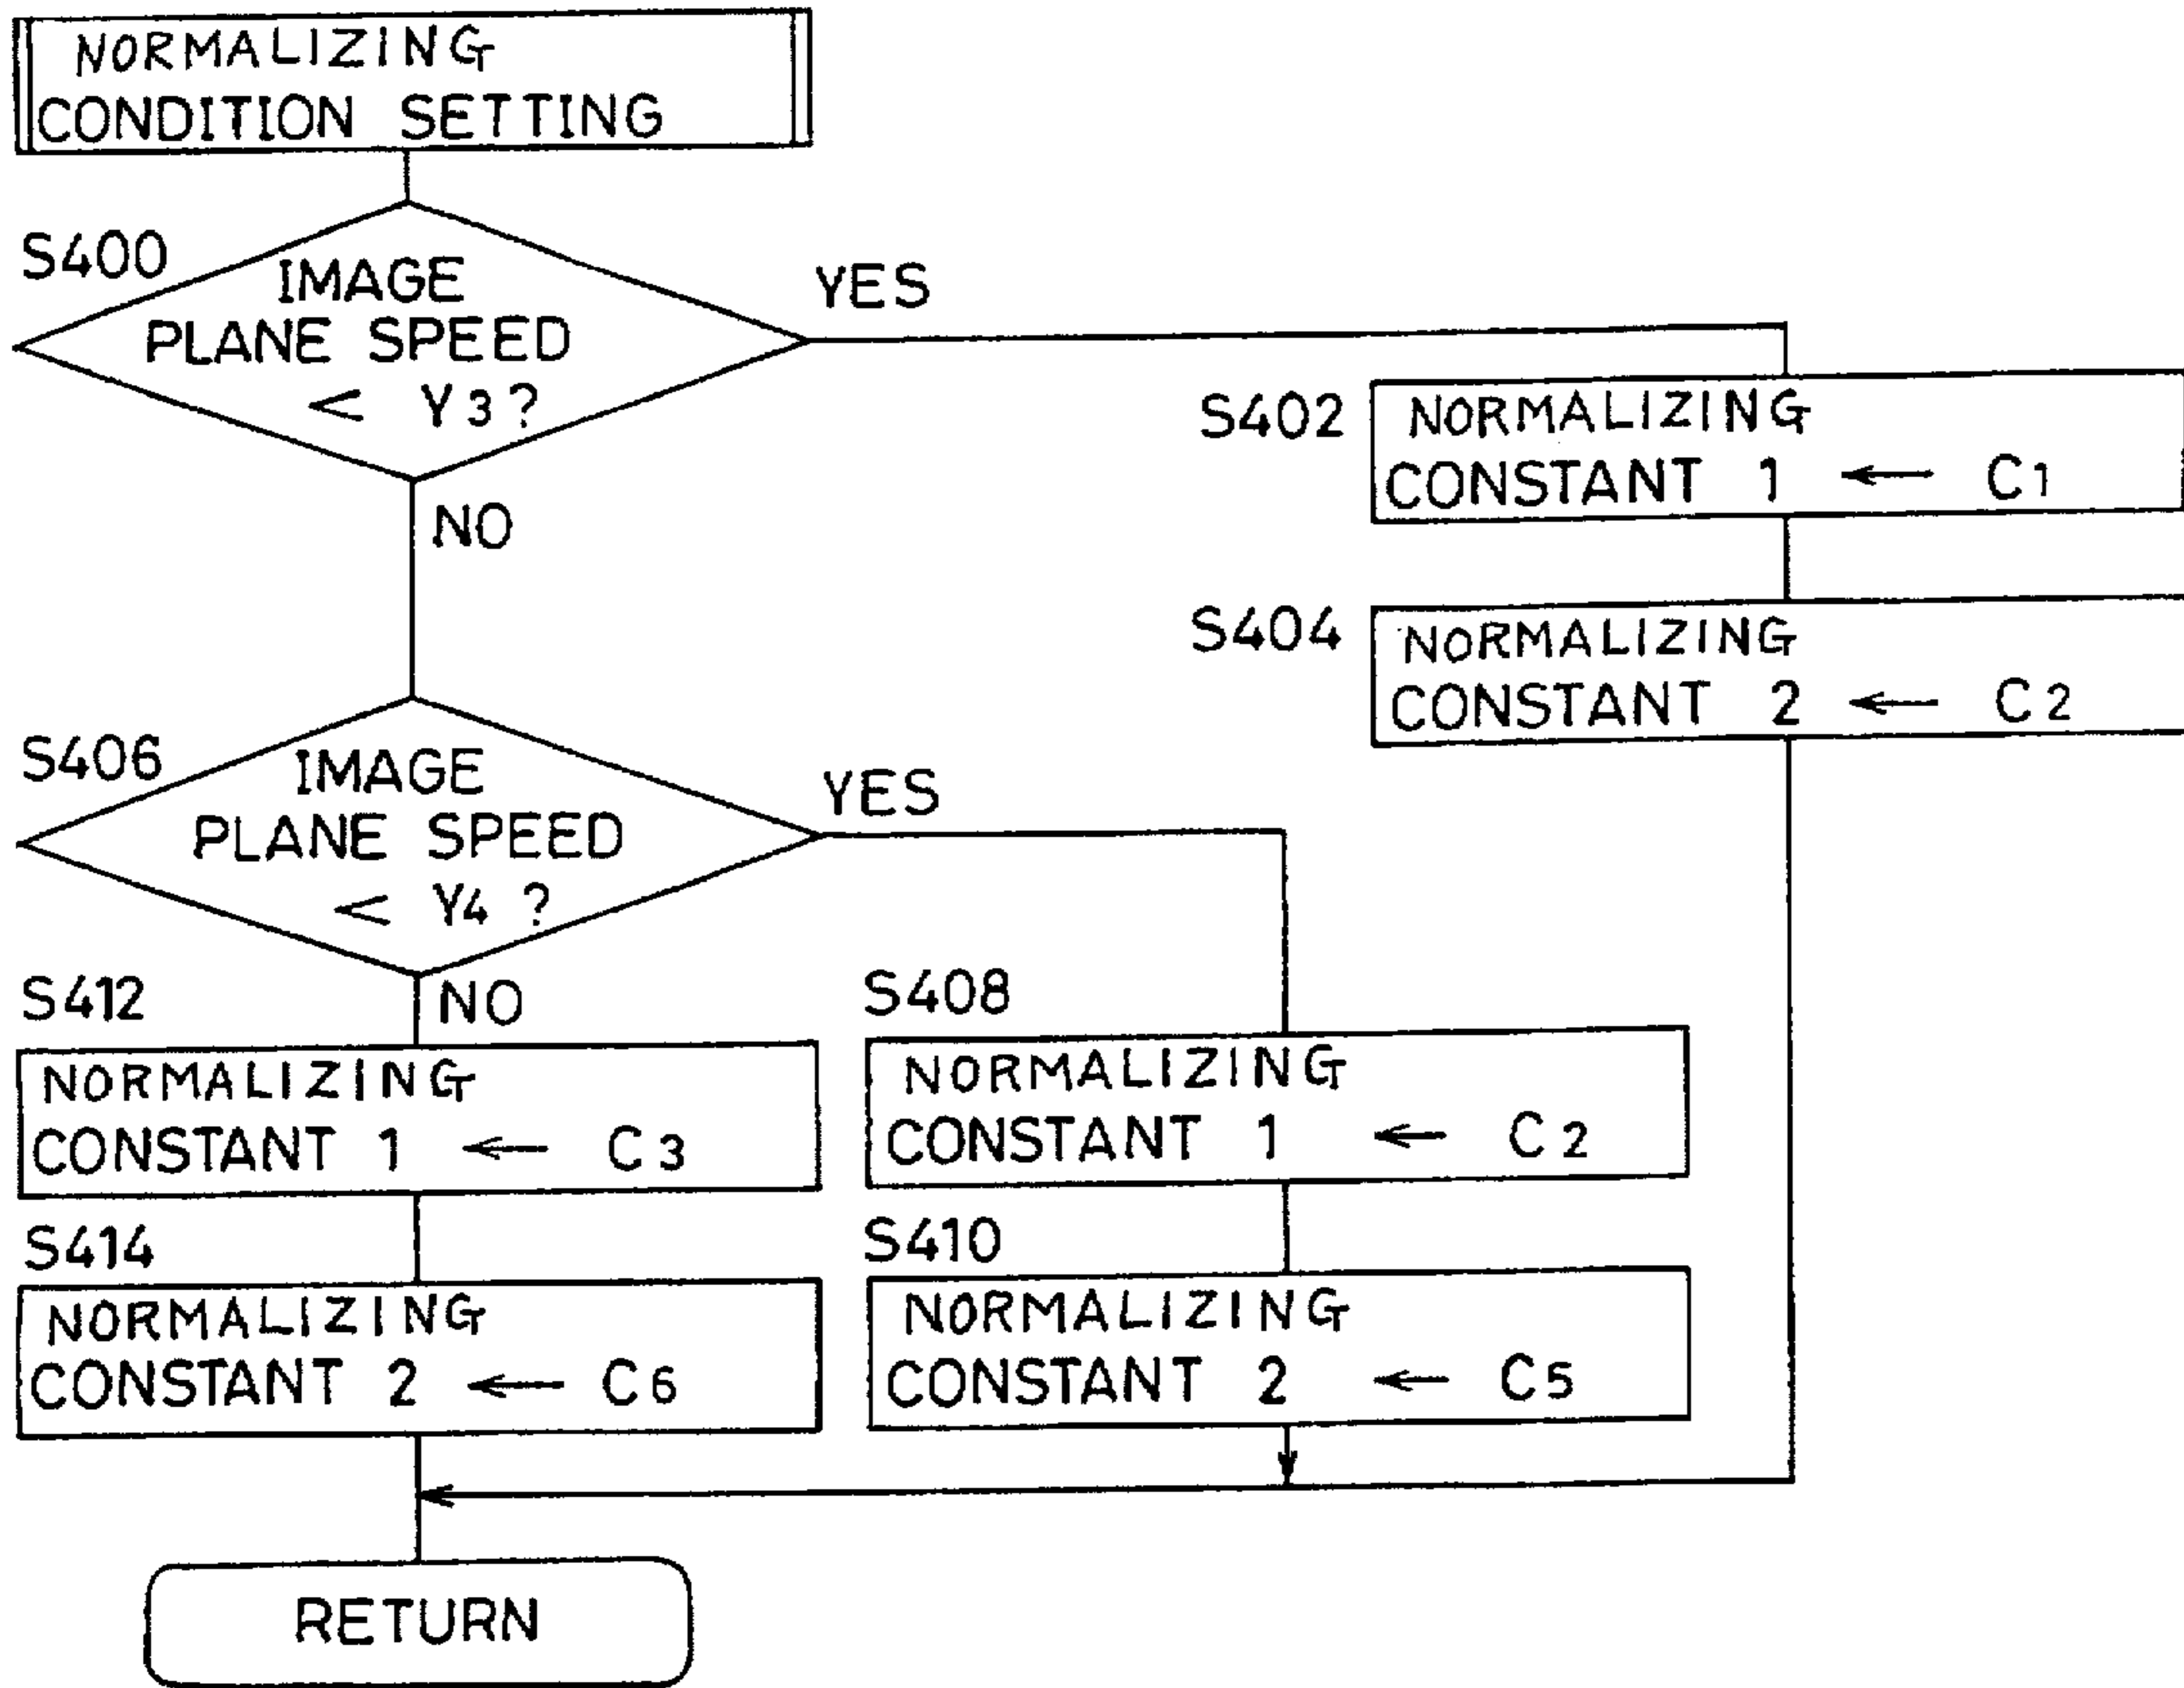 NORMALIZING
CONDITION SETTING
S400
IMAGE
PLANE SPEED
< Y3?
YES
NO
S402
NORMALIZING
CONSTANT 1 ← C1
S404
NORMALIZING
CONSTANT 2 ← C2
S406
IMAGE
PLANE SPEED
< Y4 ?
YES
NO
S412
NORMALIZING
CONSTANT 1 ← C3
S408
NORMALIZING
CONSTANT 1 ← C2
S414
NORMALIZING
CONSTANT 2 ← C6
S410
NORMALIZING
CONSTANT 2 ← C5
RETURN